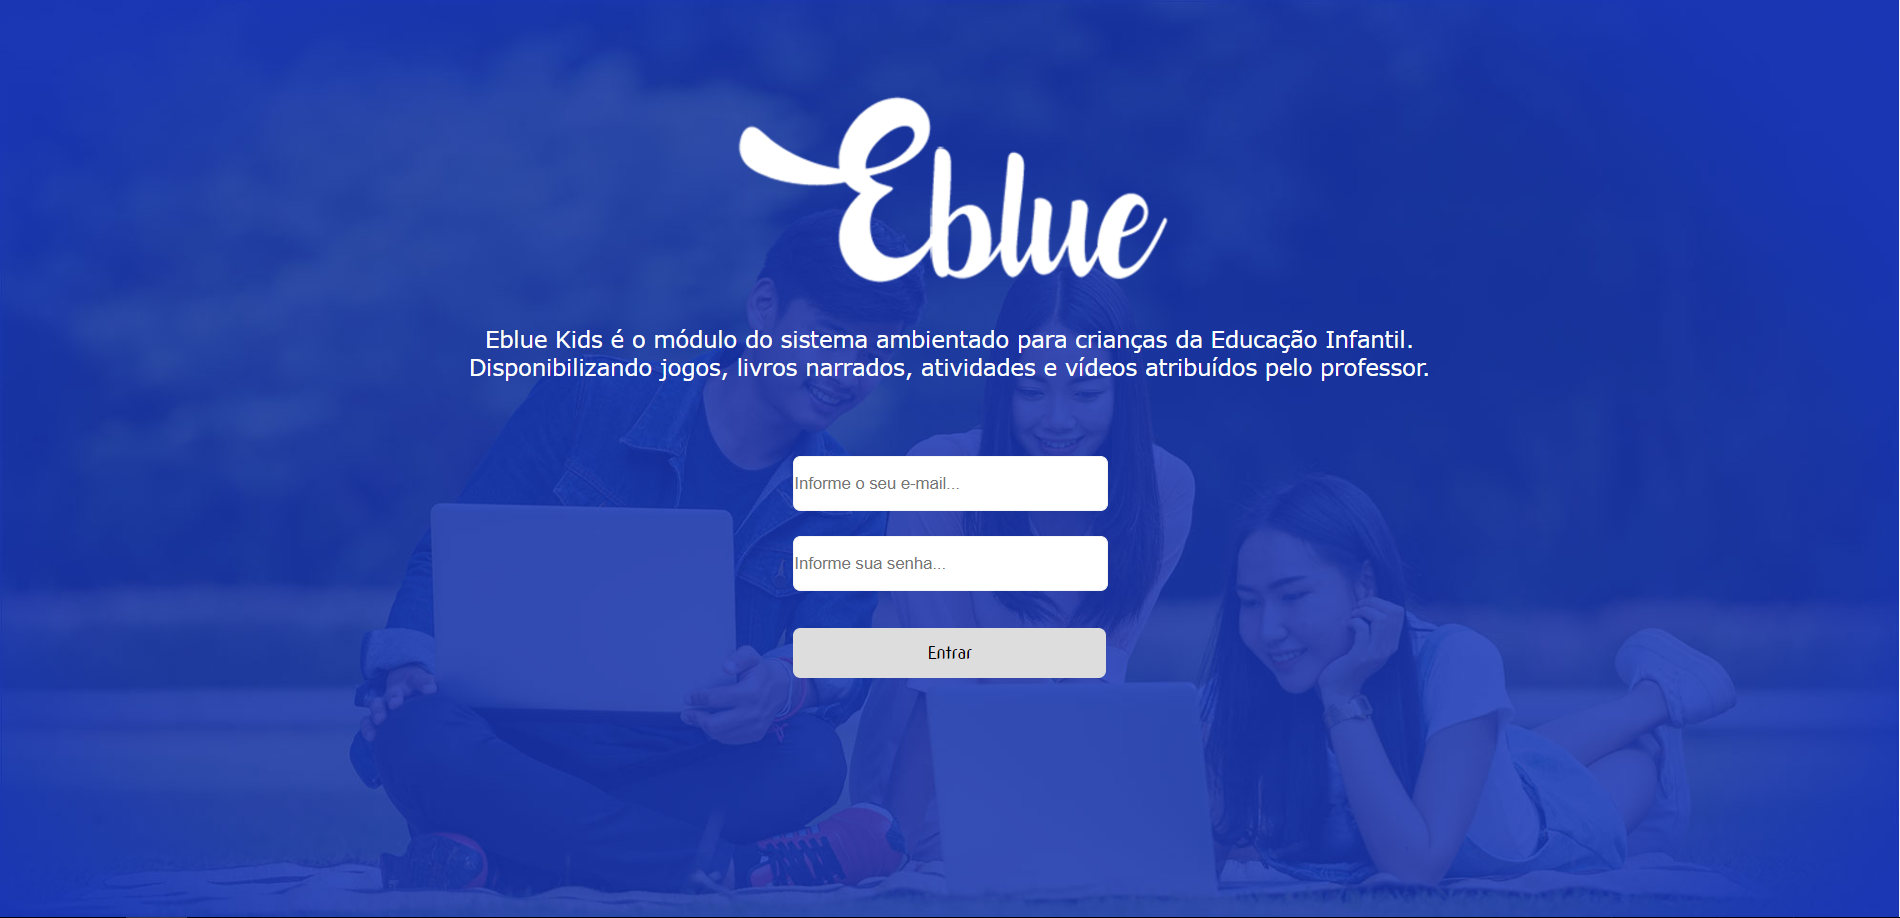 Eblue
Eblue Kids é o módulo do sistema ambientado para crianças da Educação Infantil.
Disponibilizando jogos, livros narrados, atividades e vídeos atribuídos pelo professor.
Informe o seu e-mail...
Informe sua senha...
Entrar